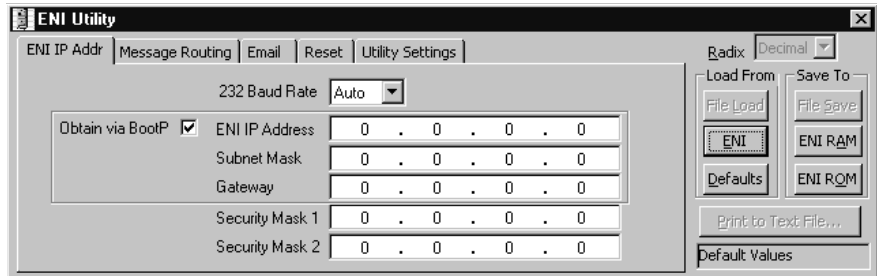 ENI Utility
ENI IP Addr Message Routing Email Reset Utility Settings
232 Baud Rate Auto
Obtain via BootP ENI IP Address 0 . 0 . 0 . 0
Subnet Mask 0 . 0 . 0 . 0
Gateway 0 . 0 . 0 . 0
Security Mask 1 0 . 0 . 0 . 0
Security Mask 2 0 . 0 . 0 . 0
Radix Decimal
Load From Save To
File Load File Save
ENI ENI RAM
Defaults ENI ROM
Print to Text File...
Default Values